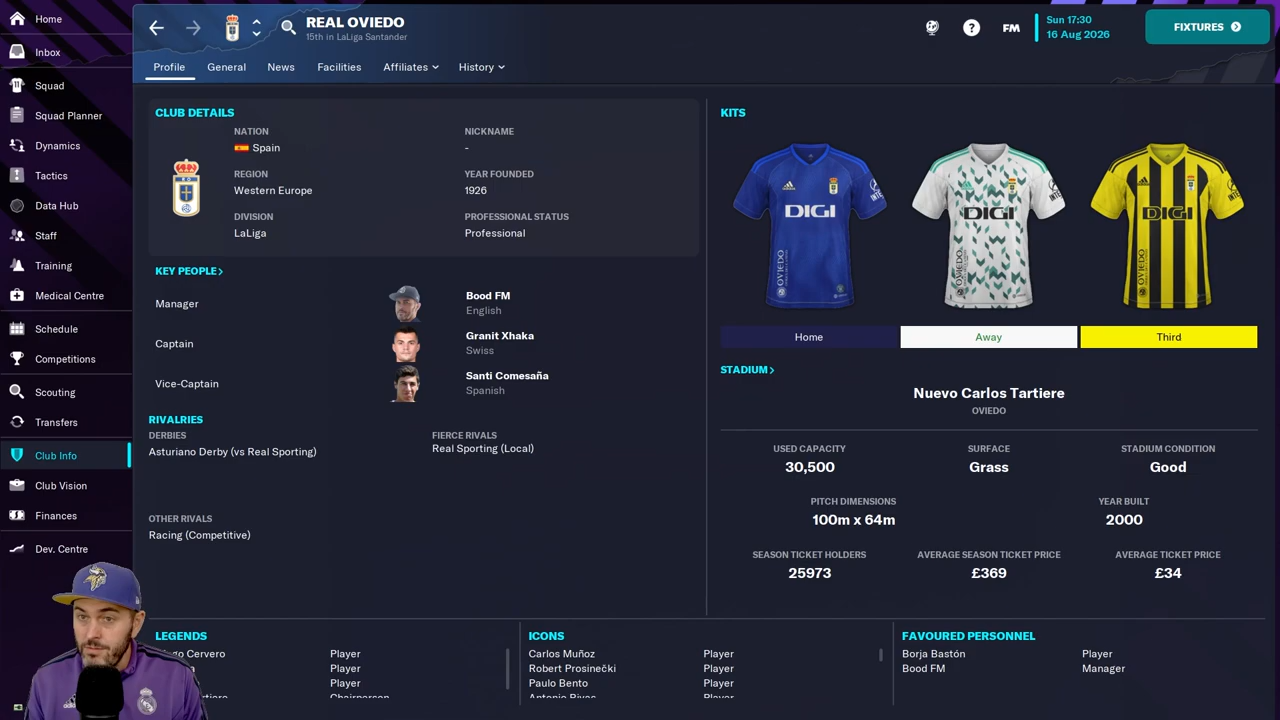 Home
Inbox
Squad
Squad Planner
Dynamics
Tactics
Data Hub
Staff
Training
Medical Centre
Schedule
Competitions
Scouting
Transfers
Club Info
Club Vision
Finances
Dev. Centre
REAL OVIEDO
15th in LaLiga Santander
FM
Sun 17:30
16 Aug 2026
FIXTURES
Profile
General
News
Facilities
Affiliates
History
CLUB DETAILS
NATION
Spain
NICKNAME
-
REGION
Western Europe
YEAR FOUNDED
1926
DIVISION
LaLiga
PROFESSIONAL STATUS
Professional
KEY PEOPLE
Manager
Bood FM
English
Captain
Granit Xhaka
Swiss
Vice-Captain
Santi Comesaña
Spanish
RIVALRIES
DERBIES
Asturiano Derby (vs Real Sporting)
FIERCE RIVALS
Real Sporting (Local)
OTHER RIVALS
Racing (Competitive)
KITS
DIGI
OVIEDO
DIGI
OVIEDO
DIGI
OVIEDO
Home
Away
Third
STADIUM
Nuevo Carlos Tartiere
OVIEDO
USED CAPACITY
30,500
SURFACE
Grass
STADIUM CONDITION
Good
PITCH DIMENSIONS
100m x 64m
YEAR BUILT
2000
SEASON TICKET HOLDERS
25973
AVERAGE SEASON TICKET PRICE
£369
AVERAGE TICKET PRICE
£34
LEGENDS
Cervero
Player
Player
Player
Chairperson
ICONS
Carlos Muñoz
Player
Robert Prosinečki
Player
Paulo Bento
Player
Antonio Rivas
Player
FAVOURED PERSONNEL
Borja Bastón
Player
Bood FM
Manager